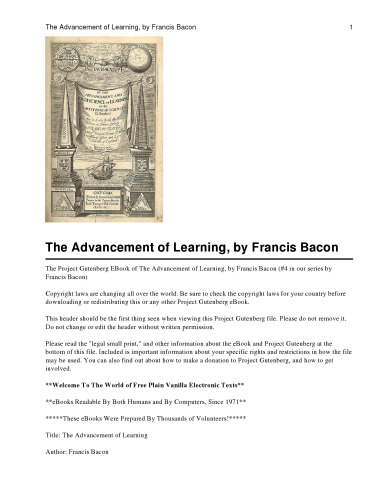 The Advancement of Learning, by Francis Bacon 1
OF THE
ADVANCEMENT AND
The Advancement of Learning, by Francis Bacon
The Project Gutenberg EBook of The Advancement of Learning, by Francis Bacon (#4 in our series by
Francis Bacon)
Copyright laws are changing all over the world. Be sure to check the copyright laws for your country before
downloading or redistributing this or any other Project Gutenberg eBook.
This header should be the first thing seen when viewing this Project Gutenberg file. Please do not remove it.
Do not change or edit the header without written permission.
Please read the "legal small print," and other information about the eBook and Project Gutenberg at the
bottom of this file. Included is important information about your specific rights and restrictions in how the file
may be used. You can also find out about how to make a donation to Project Gutenberg, and how to get
involved.
**Welcome To The World of Free Plain Vanilla Electronic Texts**
**eBooks Readable By Both Humans and By Computers, Since 1971**
*****These eBooks Were Prepared By Thousands of Volunteers!*****
Title: The Advancement of Learning
Author: Francis Bacon